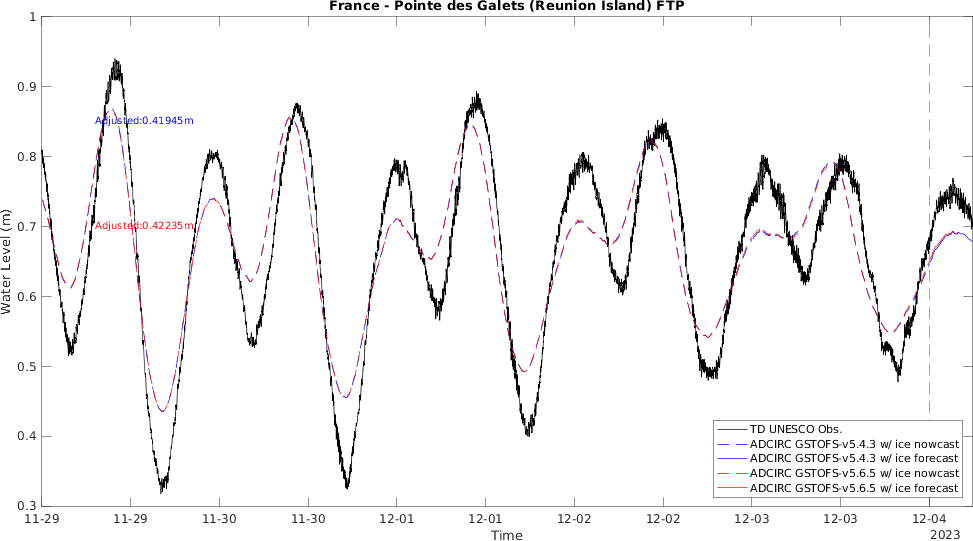 France - Pointe des Galets (Reunion Island) FTP
1
0.9
0.8
0.7
0.6
0.5
0.4
0.3
Water Level (m)
Adjusted:0.41945m
Adjusted:0.42235m
TD UNESCO Obs.
ADCIRC GSTOFS-v5.4.3 w/ ice nowcast
ADCIRC GSTOFS-v5.4.3 w/ ice forecast
ADCIRC GSTOFS-v5.6.5 w/ ice nowcast
ADCIRC GSTOFS-v5.6.5 w/ ice forecast
11-29 11-29 11-30 11-30 12-01 12-01 12-02 12-02 12-03 12-03 12-04
2023
Time